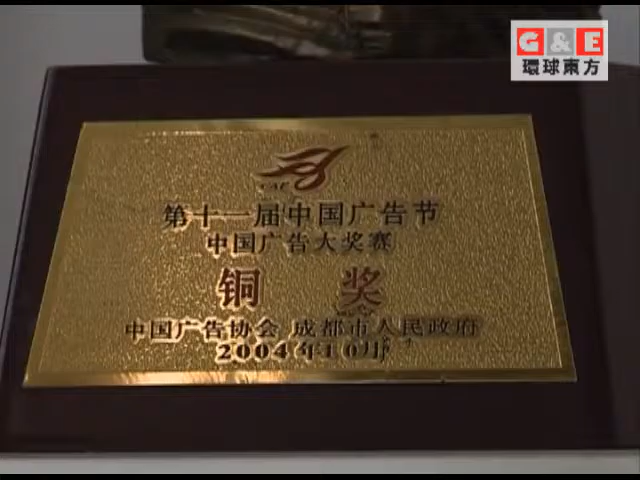 G&E
環球東方
CAF
第十一届中国广告节
中国广告大奖赛
铜 奖
中国广告协会 成都市人民政府
2004年10月